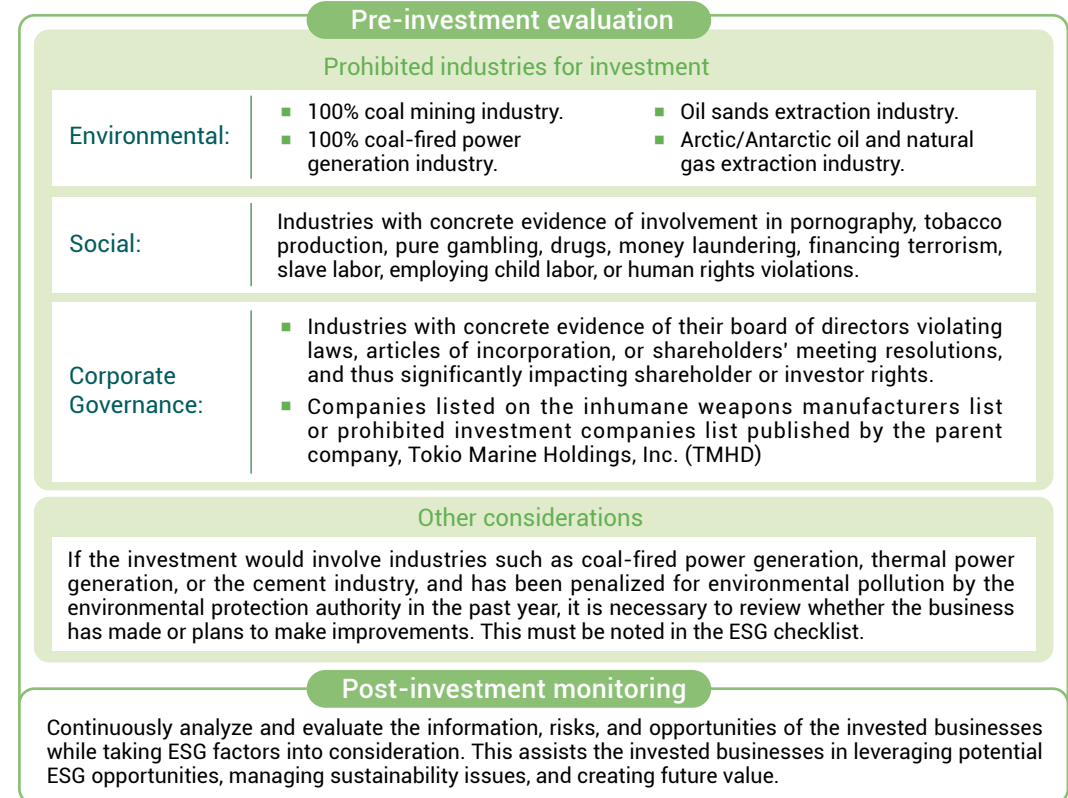 Pre-investment evaluation
Prohibited industries for investment
Environmental:
■ 100% coal mining industry.
■ 100% coal-fired power
generation industry.
■ Oil sands extraction industry.
■ Arctic/Antarctic oil and natural
gas extraction industry.
Social:
Industries with concrete evidence of involvement in pornography, tobacco
production, pure gambling, drugs, money laundering, financing terrorism,
slave labor, employing child labor, or human rights violations.
Corporate
Governance:
■ Industries with concrete evidence of their board of directors violating
laws, articles of incorporation, or shareholders' meeting resolutions,
and thus significantly impacting shareholder or investor rights.
■ Companies listed on the inhumane weapons manufacturers list
or prohibited investment companies list published by the parent
company, Tokio Marine Holdings, Inc. (TMHD)
Other considerations
If the investment would involve industries such as coal-fired power generation, thermal power
generation, or the cement industry, and has been penalized for environmental pollution by the
environmental protection authority in the past year, it is necessary to review whether the business
has made or plans to make improvements. This must be noted in the ESG checklist.
Post-investment monitoring
Continuously analyze and evaluate the information, risks, and opportunities of the invested businesses
while taking ESG factors into consideration. This assists the invested businesses in leveraging potential
ESG opportunities, managing sustainability issues, and creating future value.